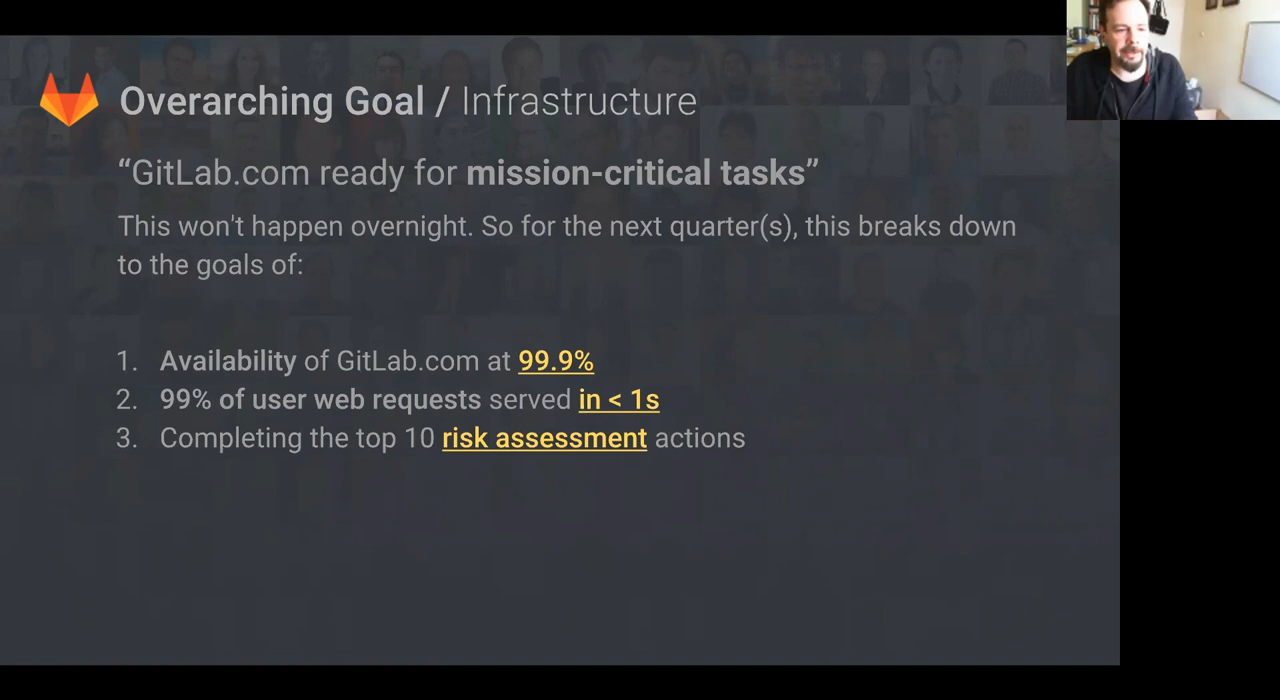 Overarching Goal / Infrastructure
“GitLab.com ready for mission-critical tasks”
This won't happen overnight. So for the next quarter(s), this breaks down
to the goals of:
1. Availability of GitLab.com at 99.9%
2. 99% of user web requests served in < 1s
3. Completing the top 10 risk assessment actions